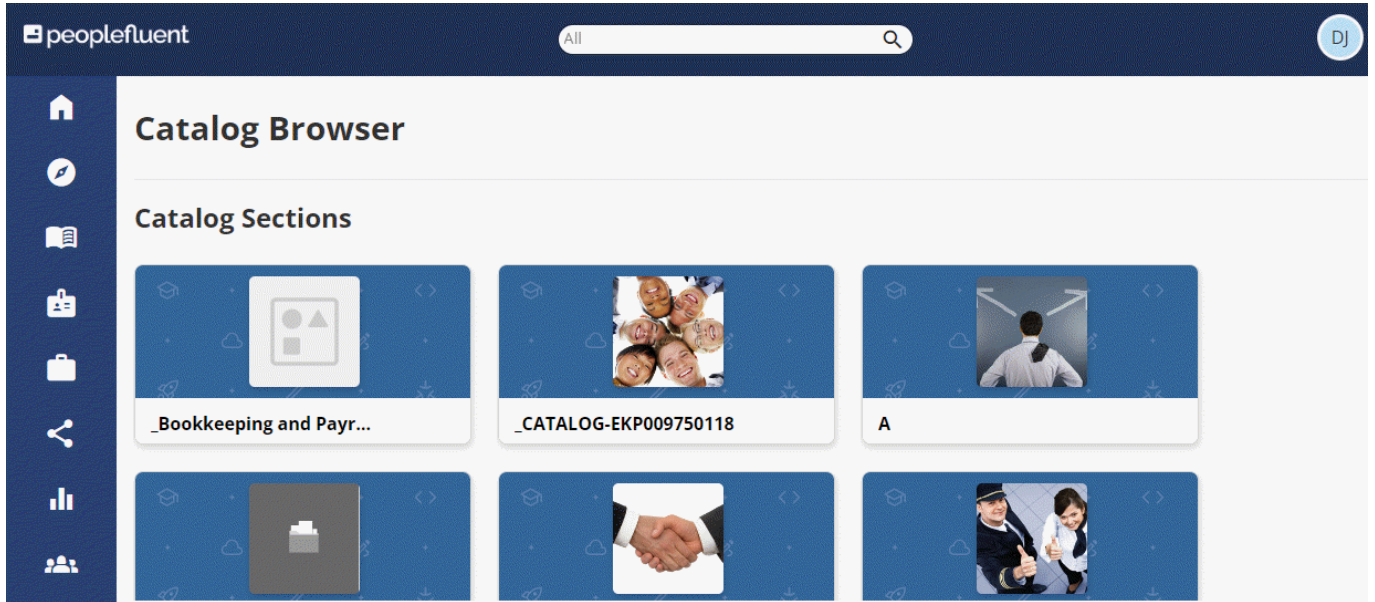 peoplefluent
All
DJ
Catalog Browser
Catalog Sections
_Bookkeeping and Payr...
_CATALOG-EKP009750118
A